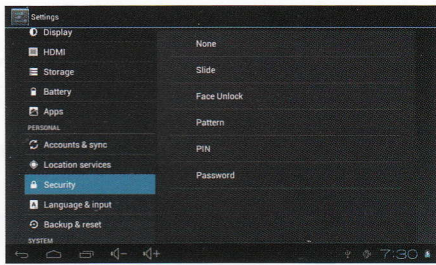 Settings
Display
HDMI
Storage
Battery
Apps
PERSONAL
Accounts & sync
Location services
Security
Language & input
Backup & reset
SYSTEM
None
Slide
Face Unlock
Pattern
PIN
Password
7:30